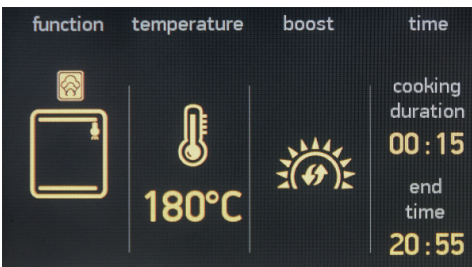 function temperature boost time
cooking
duration
00:15
end
time
180°C
20:55